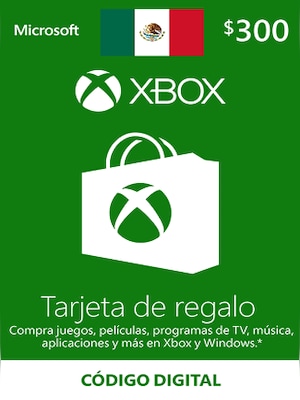 Microsoft $300
XBOX
Tarjeta de regalo
Compra juegos, películas, programas de TV, música,
aplicaciones y más en Xbox y Windows.*
CÓDIGO DIGITAL